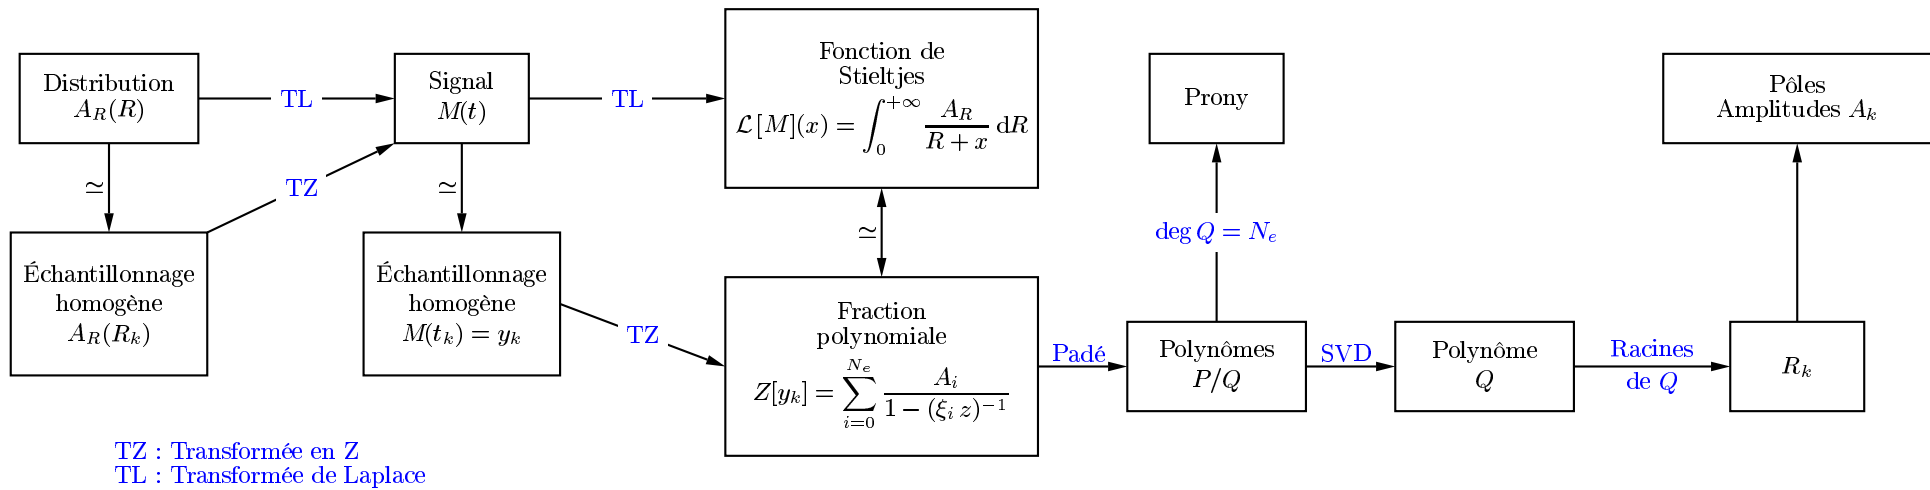 Distribution
A_R(R)
TL
Signal
M(t)
TL
Fonction de
Stieltjes
ℒ[M](x) = ∫_0^{+∞} A_R / (R + x) dR
Prony
Pôles
Amplitudes A_k
≃
TZ
≃
≃
deg Q = N_e
Échantillonnage
homogène
A_R(R_k)
Échantillonnage
homogène
M(t_k) = y_k
TZ
Fraction
polynomiale
Z[y_k] = ∑_{i=0}^{N_e} A_i / (1 − (ξ_i z)^{−1})
Padé
Polynômes
P/Q
SVD
Polynôme
Q
Racines
de Q
R_k
TZ : Transformée en Z
TL : Transformée de Laplace